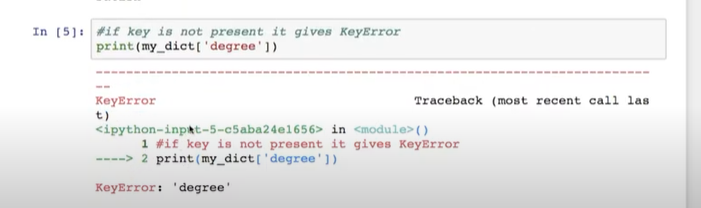 In [5]: #if key is not present it gives KeyError
print(my_dict['degree'])
---------------------------------------------------------------------------
--
KeyError                                  Traceback (most recent call las
t)
<ipython-input-5-c5aba24e1656> in <module>()
      1 #if key is not present it gives KeyError
----> 2 print(my_dict['degree'])
KeyError: 'degree'